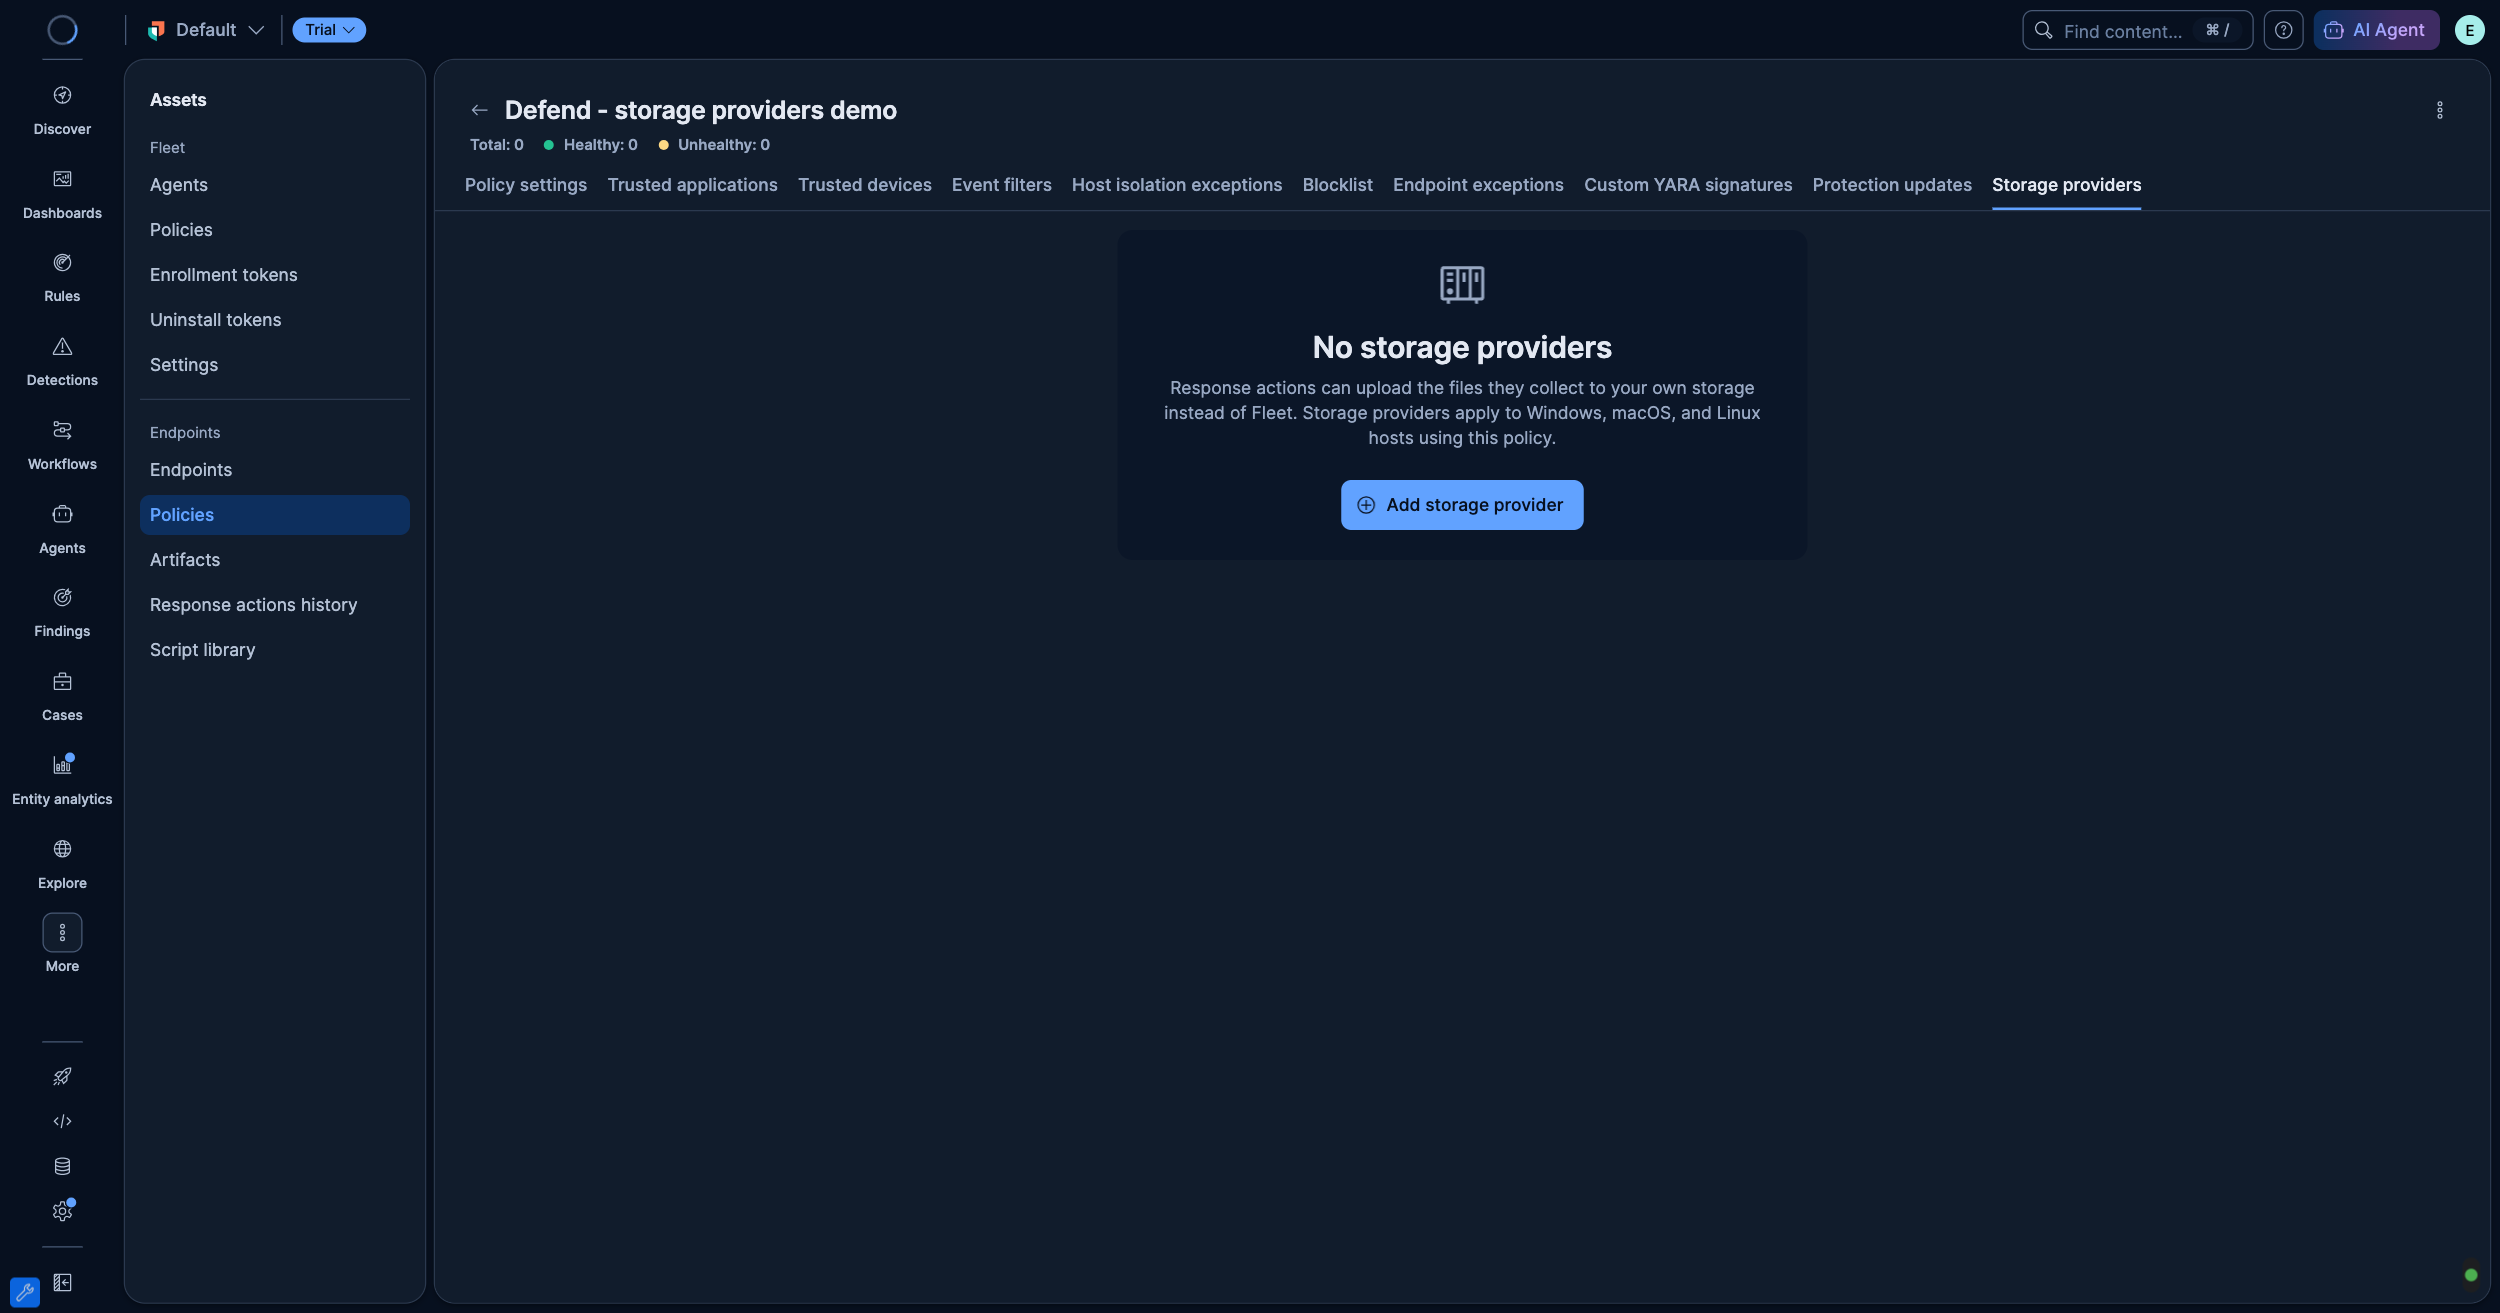 Default
Trial
Find content...
⌘ /
AI Agent
E
Discover
Dashboards
Rules
Detections
Workflows
Agents
Findings
Cases
Entity analytics
Explore
More
Assets
Fleet
Agents
Policies
Enrollment tokens
Uninstall tokens
Settings
Endpoints
Endpoints
Policies
Artifacts
Response actions history
Script library
Defend - storage providers demo
Total: 0 Healthy: 0 Unhealthy: 0
Policy settings Trusted applications Trusted devices Event filters Host isolation exceptions Blocklist Endpoint exceptions Custom YARA signatures Protection updates Storage providers
No storage providers
Response actions can upload the files they collect to your own storage
instead of Fleet. Storage providers apply to Windows, macOS, and Linux
hosts using this policy.
Add storage provider